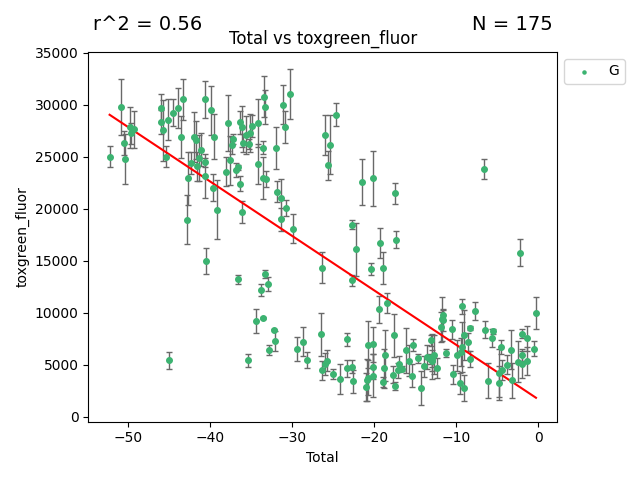 r^2 = 0.56
N = 175
Total vs toxgreen_fluor
G
toxgreen_fluor
35000
30000
25000
20000
15000
10000
5000
0
−50
−40
−30
−20
−10
0
Total